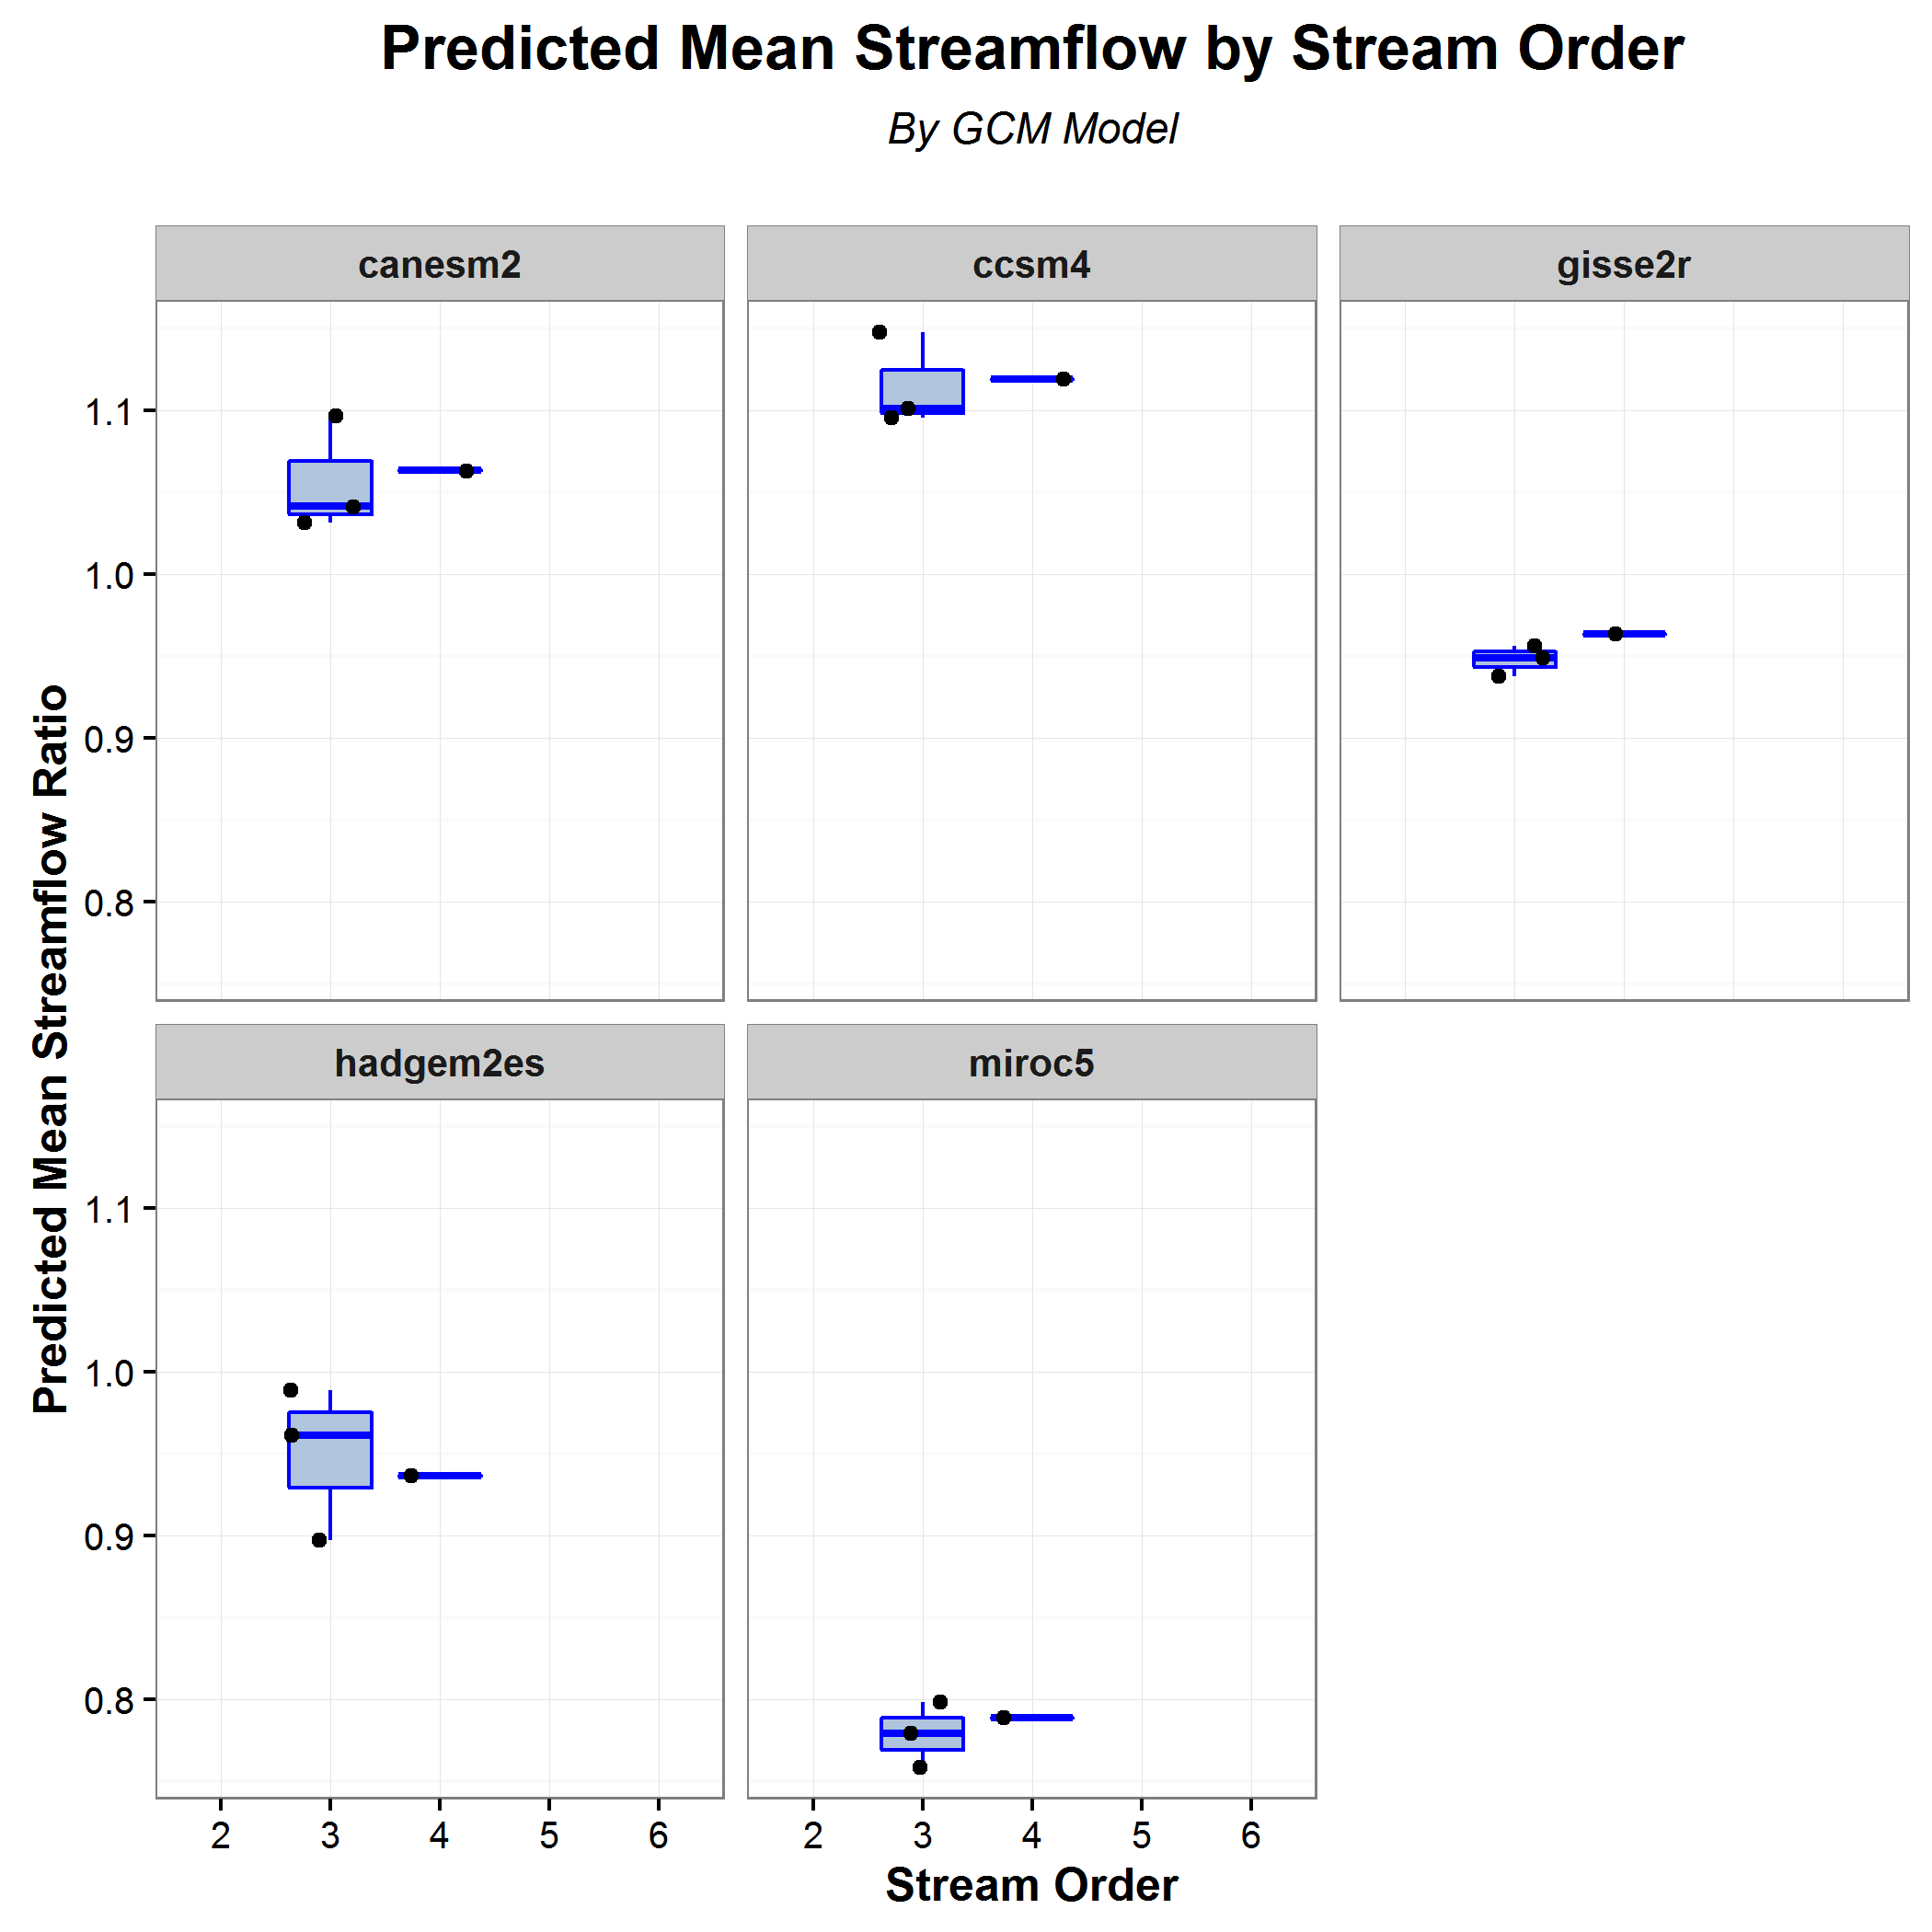 Predicted Mean Streamflow by Stream Order
By GCM Model
canesm2
ccsm4
gisse2r
1.1
1.0
0.9
0.8
Predicted Mean Streamflow Ratio
hadgem2es
miroc5
1.1
1.0
0.9
0.8
2 3 4 5 6
2 3 4 5 6
Stream Order